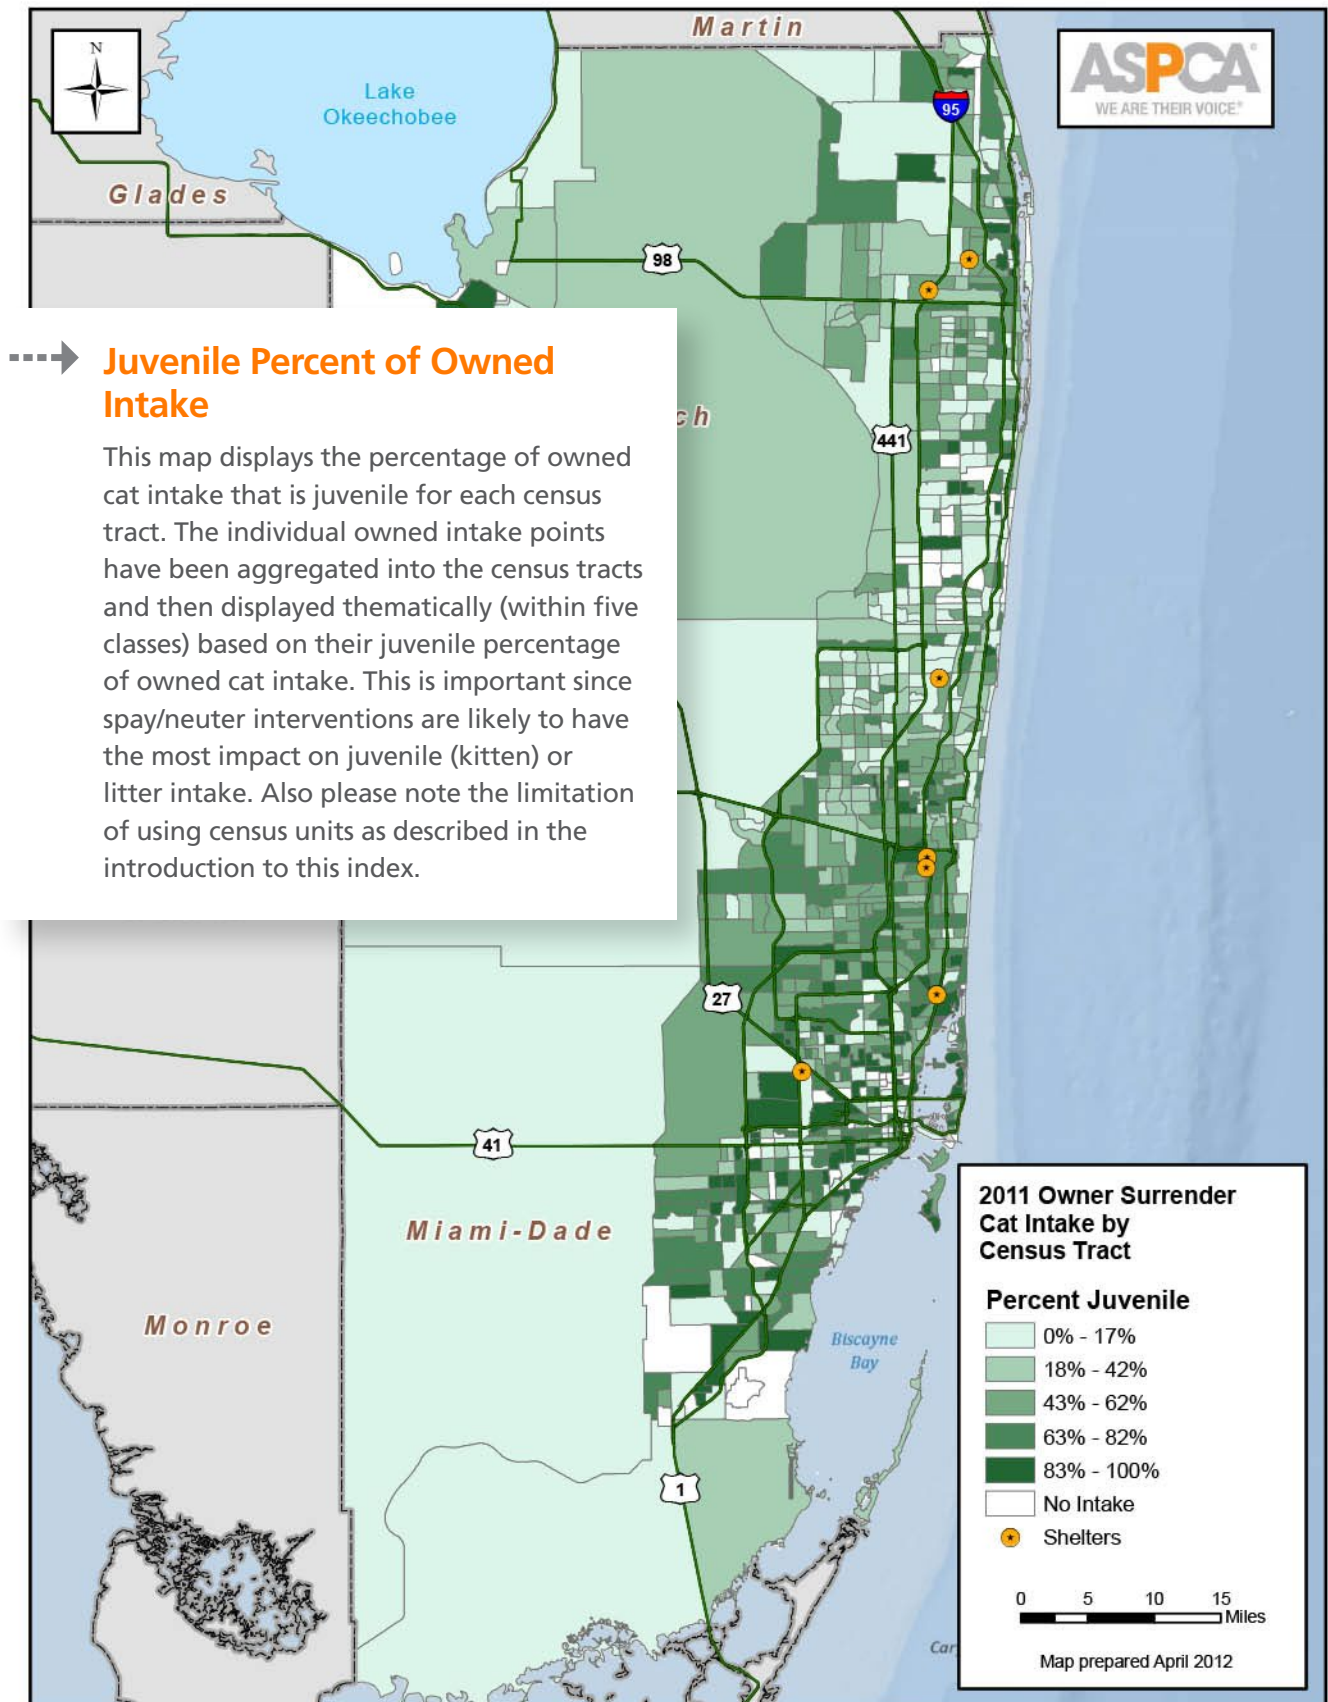 Martin
N
Lake
Okeechobee
95
ASPCA®
WE ARE THEIR VOICE®
Glades
98
Juvenile Percent of Owned
Intake
This map displays the percentage of owned
cat intake that is juvenile for each census
tract. The individual owned intake points
have been aggregated into the census tracts
and then displayed thematically (within five
classes) based on their juvenile percentage
of owned cat intake. This is important since
spay/neuter interventions are likely to have
the most impact on juvenile (kitten) or
litter intake. Also please note the limitation
of using census units as described in the
introduction to this index.
ch
441
27
41
Miami-Dade
Monroe
Biscayne
Bay
1
2011 Owner Surrender
Cat Intake by
Census Tract
Percent Juvenile
0% - 17%
18% - 42%
43% - 62%
63% - 82%
83% - 100%
No Intake
Shelters
0 5 10 15
Miles
Map prepared April 2012
Car